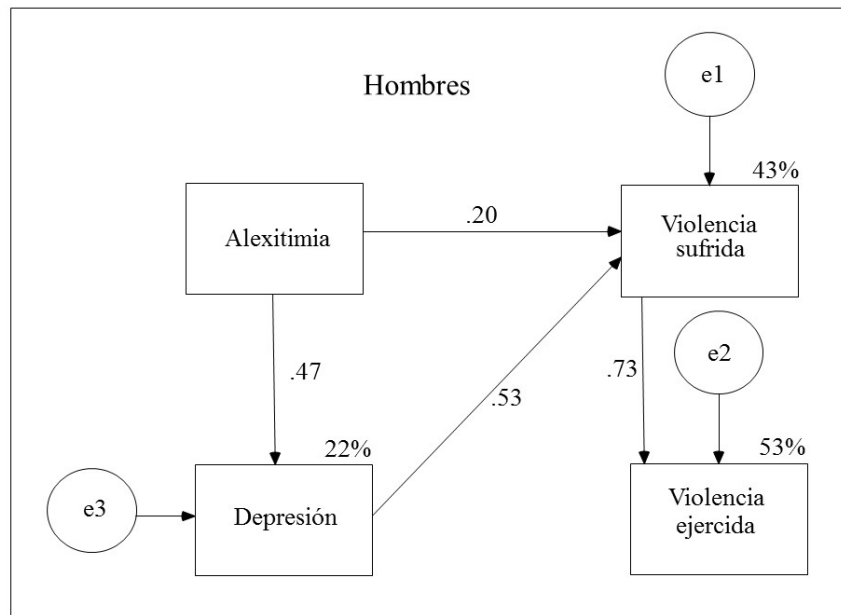 Hombres
e1
43%
Alexitimia
.20
Violencia
sufrida
.47
.53
.73
e2
22%
53%
e3
Depresión
Violencia
ejercida